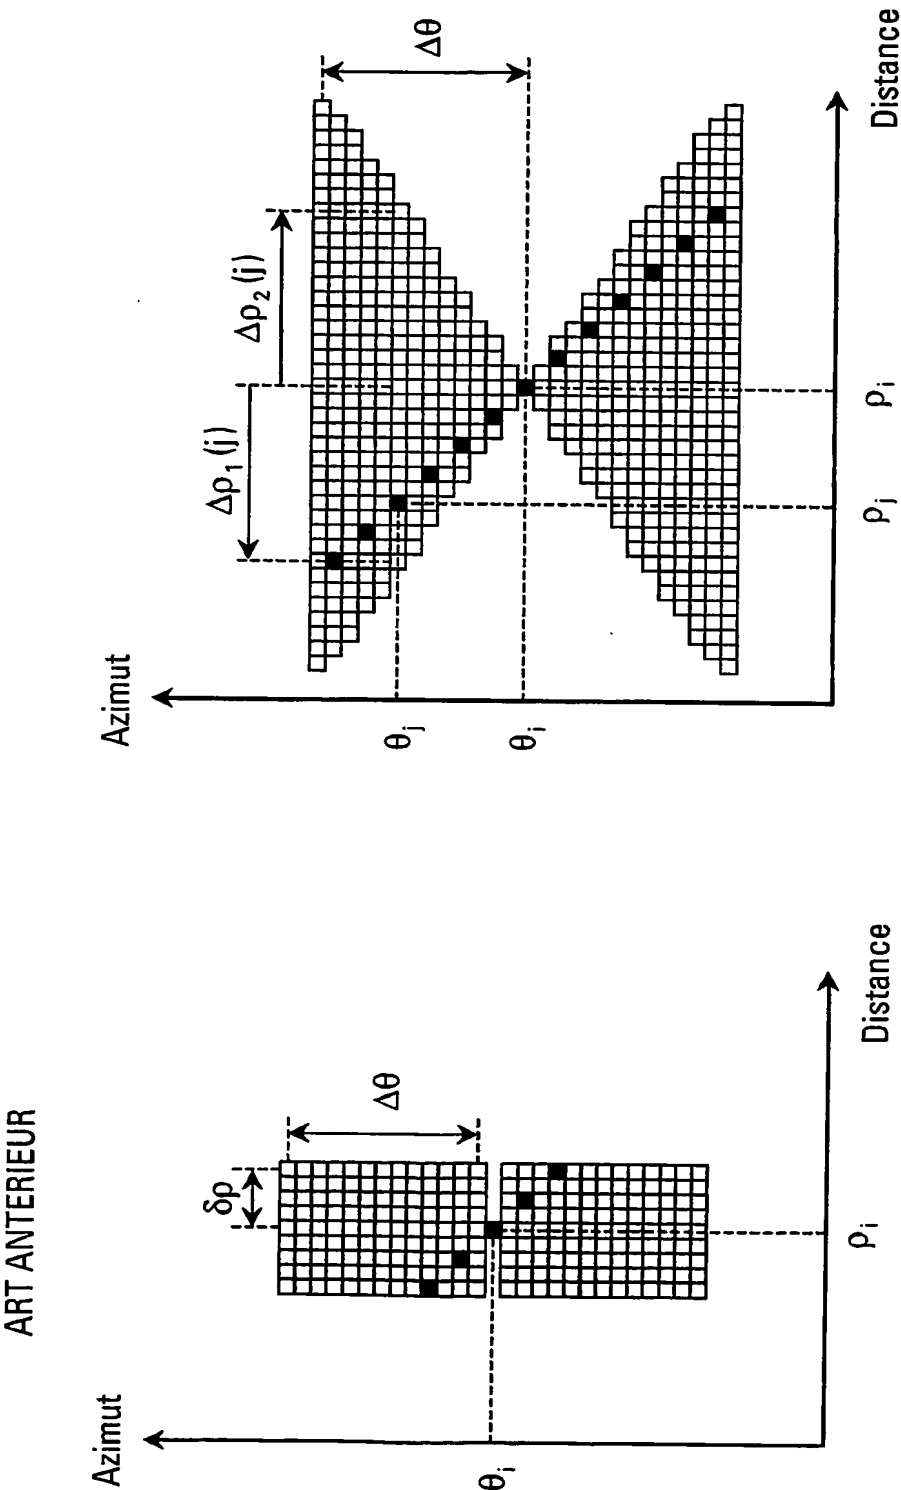 ART ANTERIEUR
Azimut
δρ
Δθ
θi
ρi
Distance
Azimut
Δρ1 (j)
Δρ2 (j)
Δθ
θj
θi
ρj
ρi
Distance